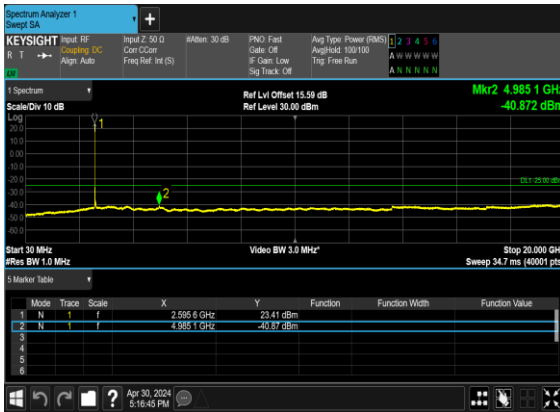 Spectrum Analyzer 1
Swept SA
+
KEYSIGHT
R T
LW
Input: RF
Coupling: DC
Align: Auto
Input Z: 50 Ω
Corr CCorr
Freq Ref: Int (S)
#Atten: 30 dB
PNO: Fast
Gate: Off
IF Gain: Low
Sig Track: Off
Avg Type: Power (RMS)
Avg|Hold: 100/100
Trig: Free Run
1 2 3 4 5 6
A W W W W W
A N N N N N
1 Spectrum
Scale/Div 10 dB
Ref Lvl Offset 15.59 dB
Ref Level 30.00 dBm
Mkr2 4.985 1 GHz
-40.872 dBm
Log
20.0
10.0
0.00
-10.0
-20.0
-30.0
-40.0
-50.0
-60.0
1
2
DL1 -25.00 dBm
Start 30 MHz
#Res BW 1.0 MHz
Video BW 3.0 MHz*
Stop 20.000 GHz
Sweep 34.7 ms (40001 pts)
5 Marker Table
Mode Trace Scale X Y Function Function Width Function Value
1 N 1 f 2.595 6 GHz 23.41 dBm
2 N 1 f 4.985 1 GHz -40.87 dBm
3
4
5
6
?
Apr 30, 2024
5:16:45 PM